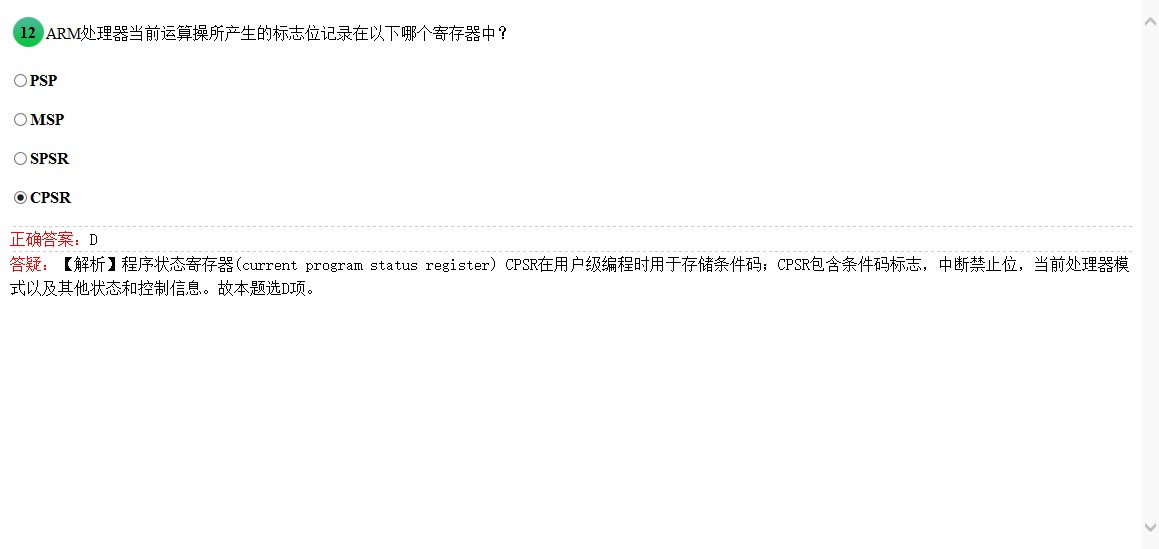 12 ARM处理器当前运算操所产生的标志位记录在以下哪个寄存器中？
PSP
MSP
SPSR
CPSR
正确答案：D
答疑：【解析】程序状态寄存器(current program status register) CPSR在用户级编程时用于存储条件码；CPSR包含条件码标志，中断禁止位，当前处理器模
式以及其他状态和控制信息。故本题选D项。